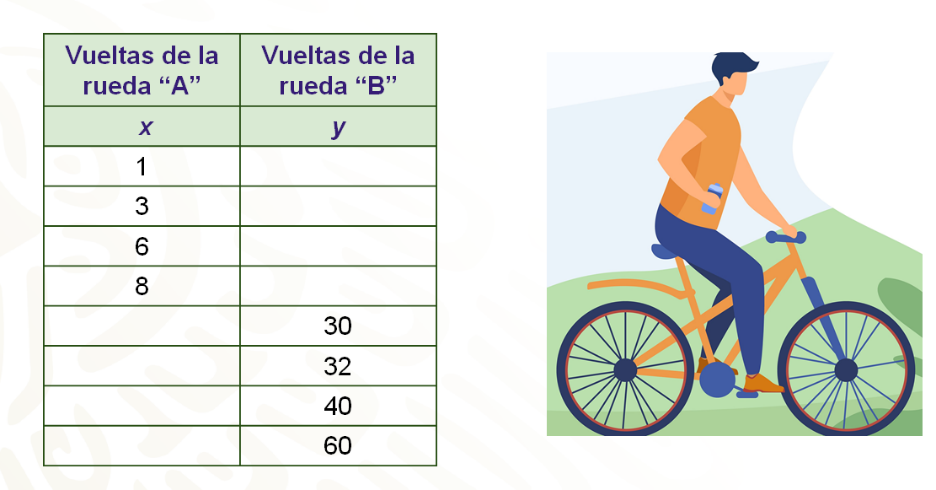 Vueltas de la
rueda “A”
Vueltas de la
rueda “B”
x
y
1
3
6
8
30
32
40
60